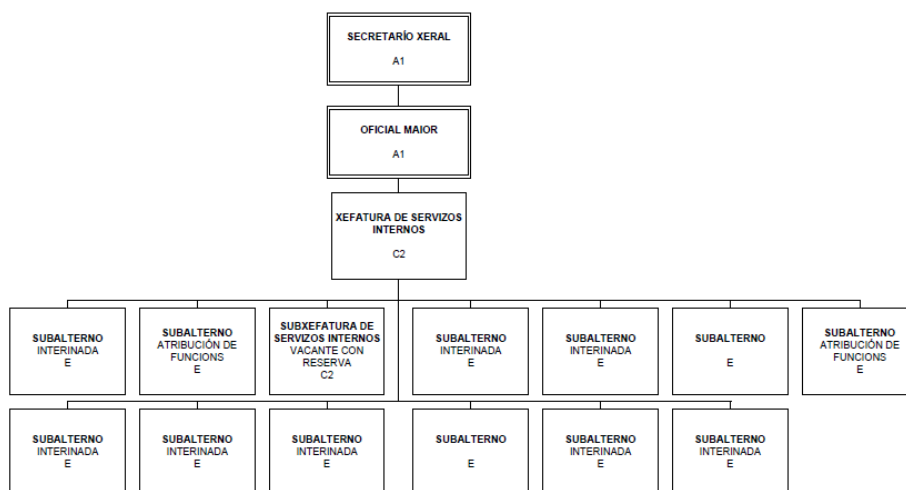 SECRETARÍO XERAL
A1
OFICIAL MAIOR
A1
XEFATURA DE SERVIZOS
INTERNOS
C2
SUBALTERNO
INTERINADA
E
SUBALTERNO
ATRIBUCIÓN DE
FUNCIONS
E
SUBXEFATURA DE
SERVIZOS INTERNOS
VACANTE CON
RESERVA
C2
SUBALTERNO
INTERINADA
E
SUBALTERNO
INTERINADA
E
SUBALTERNO
E
SUBALTERNO
ATRIBUCIÓN DE
FUNCIONS
E
SUBALTERNO
INTERINADA
E
SUBALTERNO
INTERINADA
E
SUBALTERNO
INTERINADA
E
SUBALTERNO
E
SUBALTERNO
INTERINADA
E
SUBALTERNO
INTERINADA
E